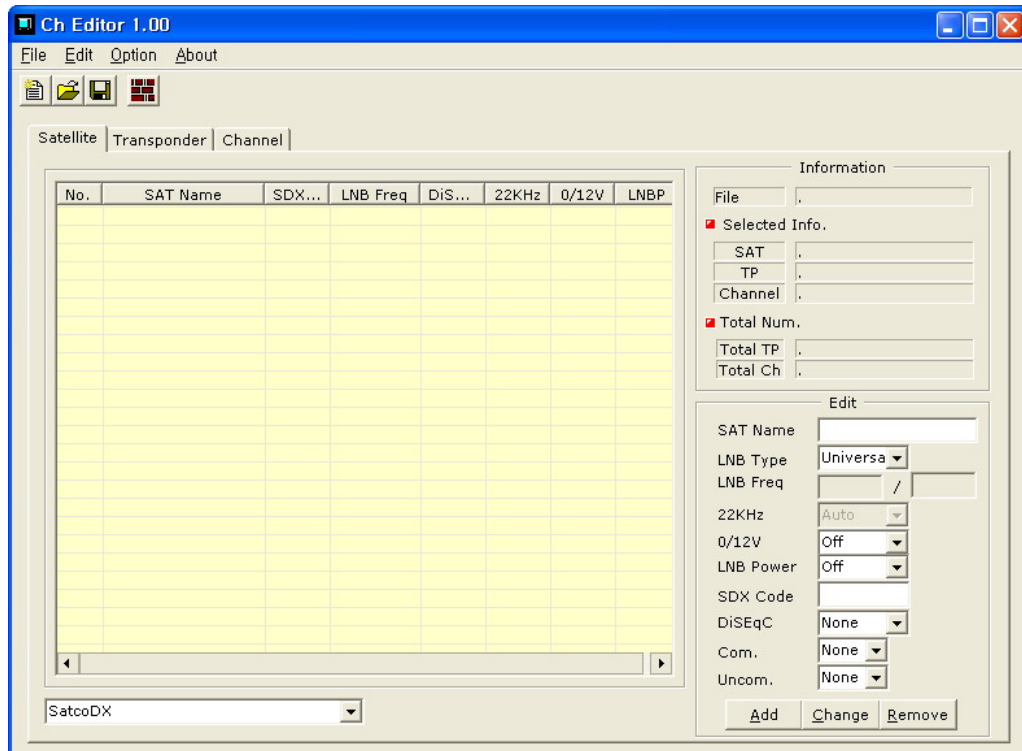 Ch Editor 1.00
File Edit Option About
Satellite Transponder Channel
No. SAT Name SDX... LNB Freq DiS... 22KHz 0/12V LNBP
SatcoDX
Information
File .
Selected Info.
SAT .
TP .
Channel .
Total Num.
Total TP .
Total Ch .
Edit
SAT Name
LNB Type Universa
LNB Freq /
22KHz Auto
0/12V Off
LNB Power Off
SDX Code
DiSEqC None
Com. None
Uncom. None
Add Change Remove